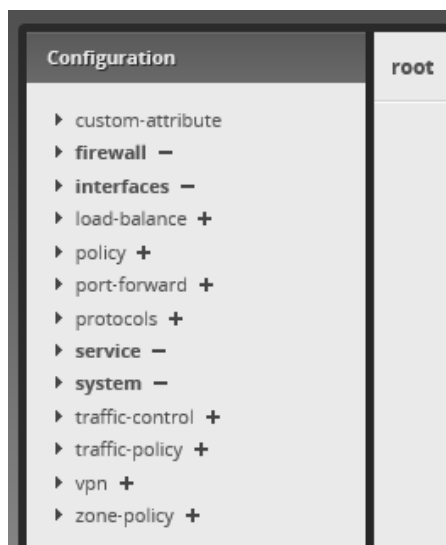 Configuration
root
custom-attribute
firewall −
interfaces −
load-balance +
policy +
port-forward +
protocols +
service −
system −
traffic-control +
traffic-policy +
vpn +
zone-policy +